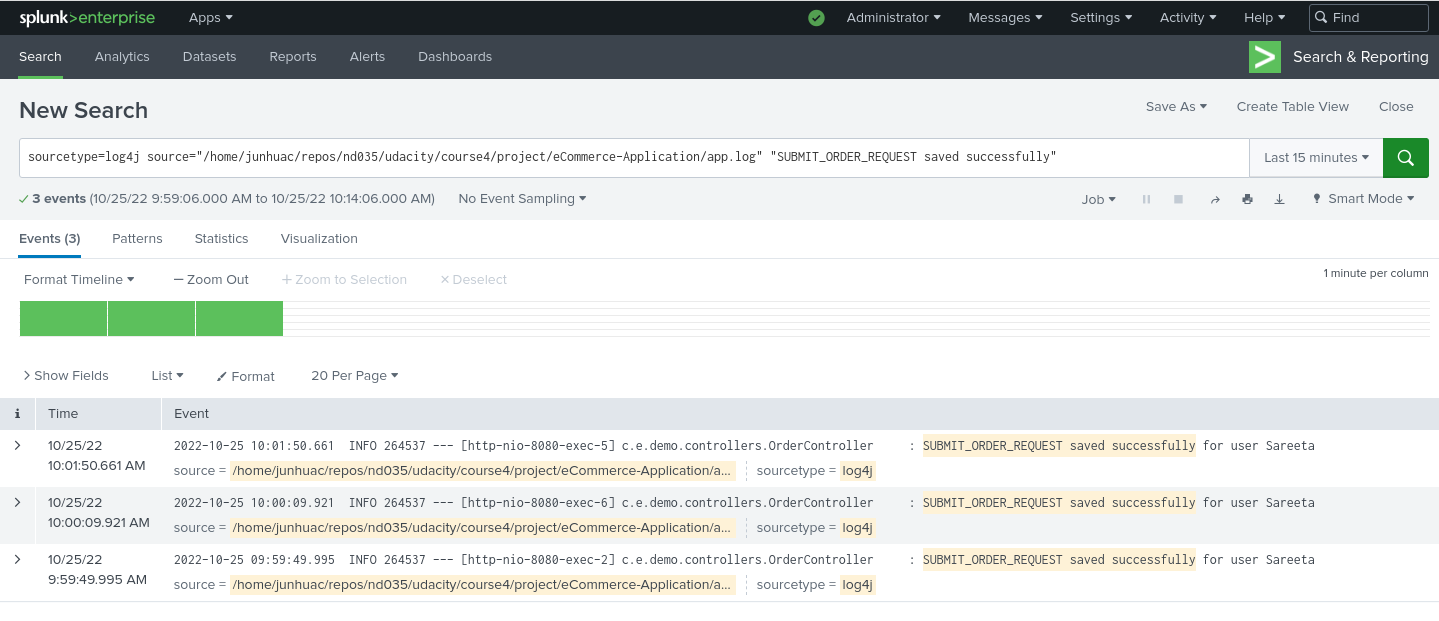 splunk>enterprise Apps Administrator Messages Settings Activity Help Find
Search Analytics Datasets Reports Alerts Dashboards Search & Reporting
New Search Save As Create Table View Close
sourcetype=log4j source="/home/junhuac/repos/nd035/udacity/course4/project/eCommerce-Application/app.log" "SUBMIT_ORDER_REQUEST saved successfully" Last 15 minutes
✓ 3 events (10/25/22 9:59:06.000 AM to 10/25/22 10:14:06.000 AM) No Event Sampling Job Smart Mode
Events (3) Patterns Statistics Visualization
Format Timeline — Zoom Out + Zoom to Selection × Deselect 1 minute per column
> Show Fields List Format 20 Per Page
i Time Event
> 10/25/22 2022-10-25 10:01:50.661 INFO 264537 --- [http-nio-8080-exec-5] c.e.demo.controllers.OrderController : SUBMIT_ORDER_REQUEST saved successfully for user Sareeta
10:01:50.661 AM source = /home/junhuac/repos/nd035/udacity/course4/project/eCommerce-Application/a... sourcetype = log4j
> 10/25/22 2022-10-25 10:00:09.921 INFO 264537 --- [http-nio-8080-exec-6] c.e.demo.controllers.OrderController : SUBMIT_ORDER_REQUEST saved successfully for user Sareeta
10:00:09.921 AM source = /home/junhuac/repos/nd035/udacity/course4/project/eCommerce-Application/a... sourcetype = log4j
> 10/25/22 2022-10-25 09:59:49.995 INFO 264537 --- [http-nio-8080-exec-2] c.e.demo.controllers.OrderController : SUBMIT_ORDER_REQUEST saved successfully for user Sareeta
9:59:49.995 AM source = /home/junhuac/repos/nd035/udacity/course4/project/eCommerce-Application/a... sourcetype = log4j